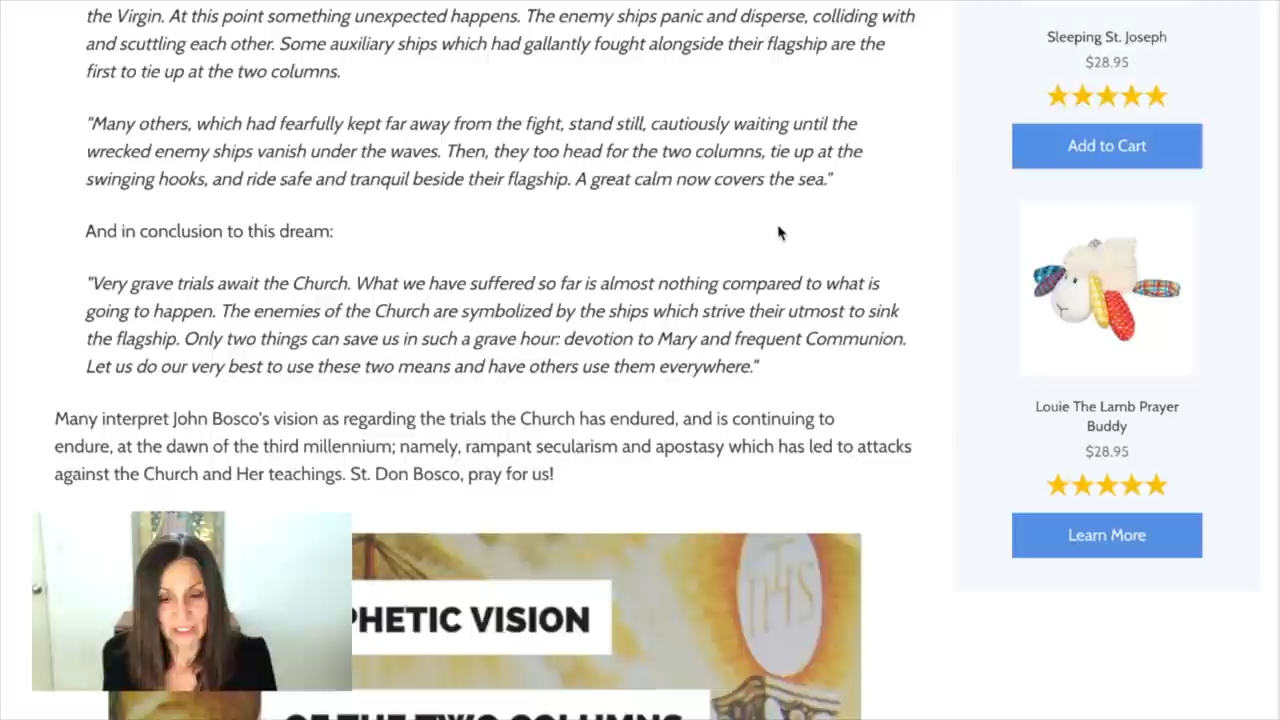 the Virgin. At this point something unexpected happens. The enemy ships panic and disperse, colliding with
and scuttling each other. Some auxiliary ships which had gallantly fought alongside their flagship are the
first to tie up at the two columns.
"Many others, which had fearfully kept far away from the fight, stand still, cautiously waiting until the
wrecked enemy ships vanish under the waves. Then, they too head for the two columns, tie up at the
swinging hooks, and ride safe and tranquil beside their flagship. A great calm now covers the sea."
And in conclusion to this dream:
"Very grave trials await the Church. What we have suffered so far is almost nothing compared to what is
going to happen. The enemies of the Church are symbolized by the ships which strive their utmost to sink
the flagship. Only two things can save us in such a grave hour: devotion to Mary and frequent Communion.
Let us do our very best to use these two means and have others use them everywhere."
Many interpret John Bosco's vision as regarding the trials the Church has endured, and is continuing to
endure, at the dawn of the third millennium; namely, rampant secularism and apostasy which has led to attacks
against the Church and Her teachings. St. Don Bosco, pray for us!
PHETIC VISION
IHS
OF THE TWO COLUMNS
Sleeping St. Joseph
$28.95
Add to Cart
Louie The Lamb Prayer
Buddy
$28.95
Learn More